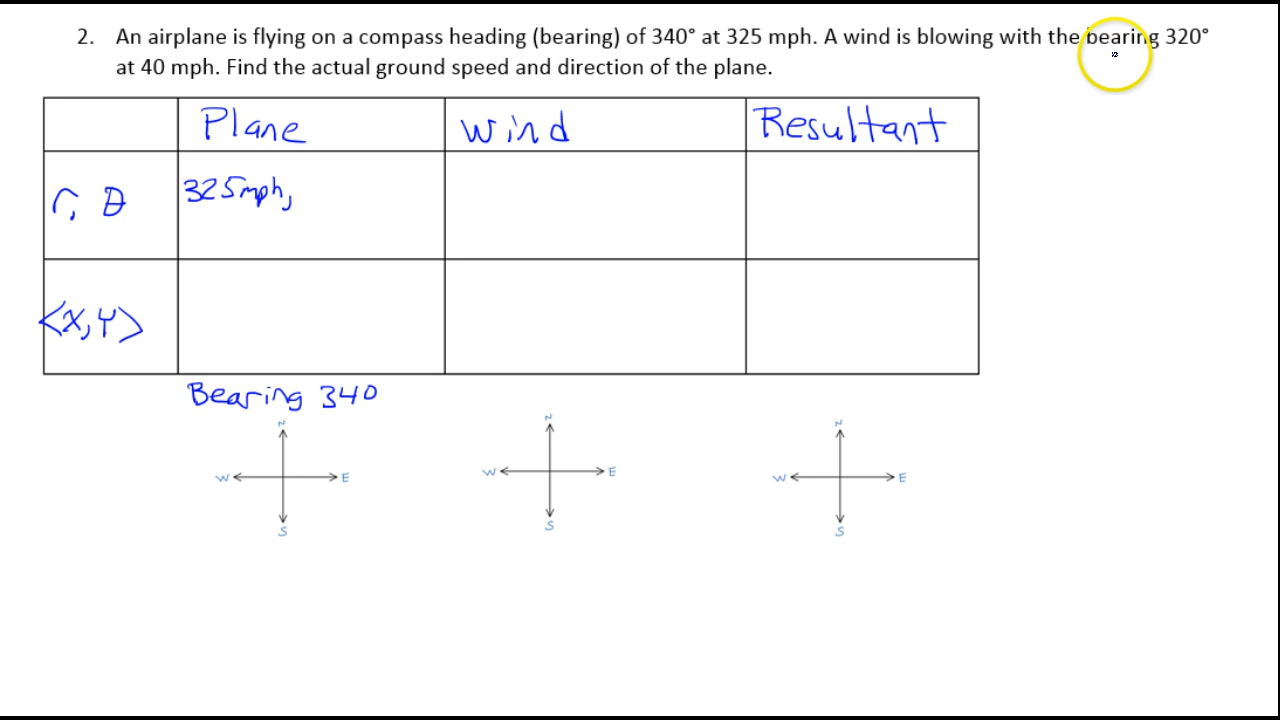 2. An airplane is flying on a compass heading (bearing) of 340° at 325 mph. A wind is blowing with the bearing 320°
at 40 mph. Find the actual ground speed and direction of the plane.
Plane Wind Resultant
r, θ 325mph,
<X,Y>
Bearing 340
N N N
W E W E W E
S S S